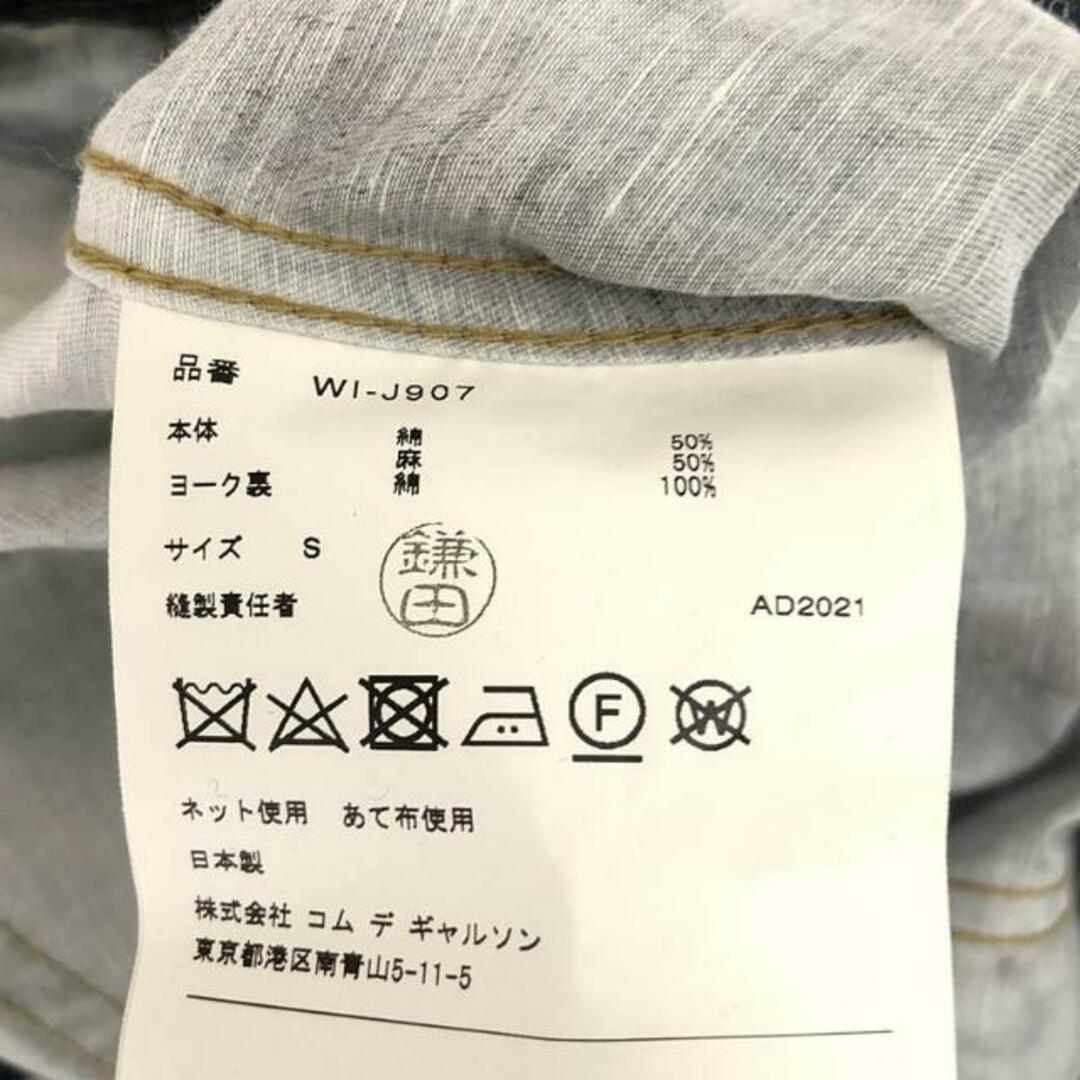 品番 WI-J907
本体 綿 50%
麻 50%
ヨーク裏 綿 100%
サイズ S
鎌田
縫製責任者 AD2021
F W
ネット使用 あて布使用
日本製
株式会社 コム デ ギャルソン
東京都港区南青山5-11-5